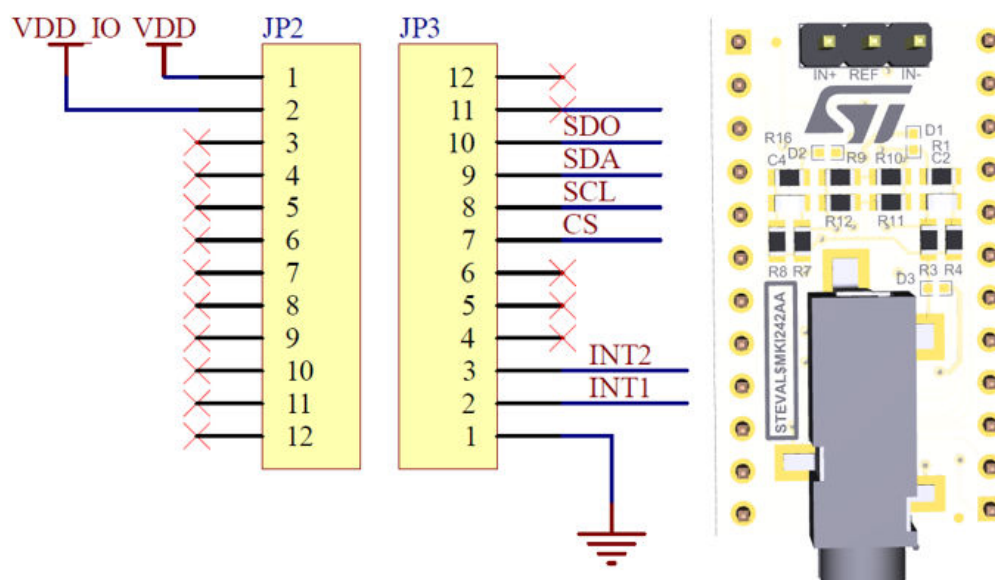 VDD_IO VDD JP2 JP3
1 12
2 11
3 SDO 10
4 SDA 9
5 SCL 8
6 CS 7
7 6
8 5
9 4
10 INT2 3
11 INT1 2
12 1
IN+ REF IN-
ST
R16 D1
D2 R9 R10 R1
C4 C2
R12 R11
R8 R7 R3 R4
D3
STEVAL$MKI242AA